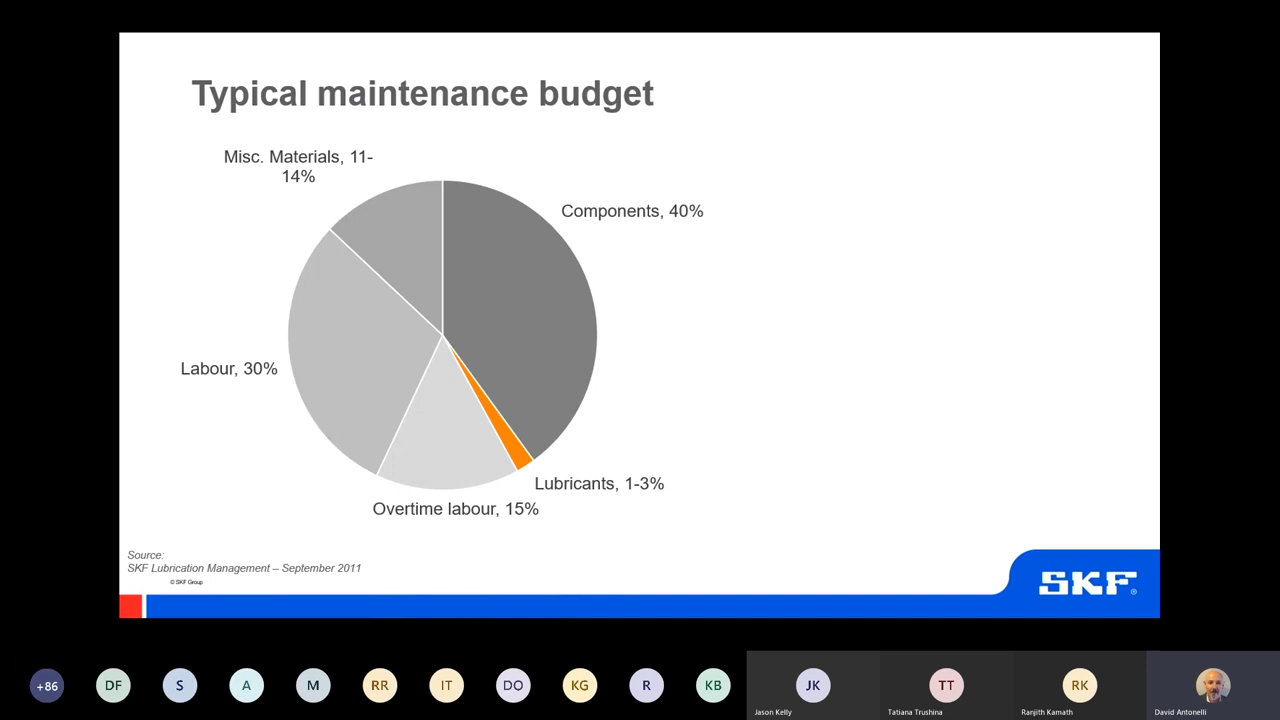 Typical maintenance budget
Misc. Materials, 11-
14%
Components, 40%
Labour, 30%
Lubricants, 1-3%
Overtime labour, 15%
Source:
SKF Lubrication Management – September 2011
© SKF Group
SKF®
+86
DF
S
A
M
RR
IT
DO
KG
R
KB
JK
TT
RK
Jason Kelly
Tatiana Trushina
Ranjith Kamath
David Antonelli